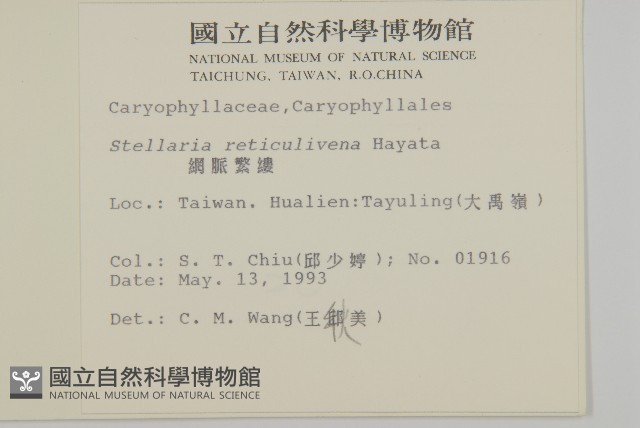 國立自然科學博物館
NATIONAL MUSEUM OF NATURAL SCIENCE
TAICHUNG, TAIWAN, R.O.CHINA
Caryophyllaceae,Caryophyllales
Stellaria reticulivena Hayata
網脈繁縷
Loc.: Taiwan. Hualien:Tayuling(大禹嶺)
Col.: S. T. Chiu(邱少婷); No. 01916
Date: May. 13, 1993
Det.: C. M. Wang(王邱美)
秋
國立自然科學博物館
NATIONAL MUSEUM OF NATURAL SCIENCE